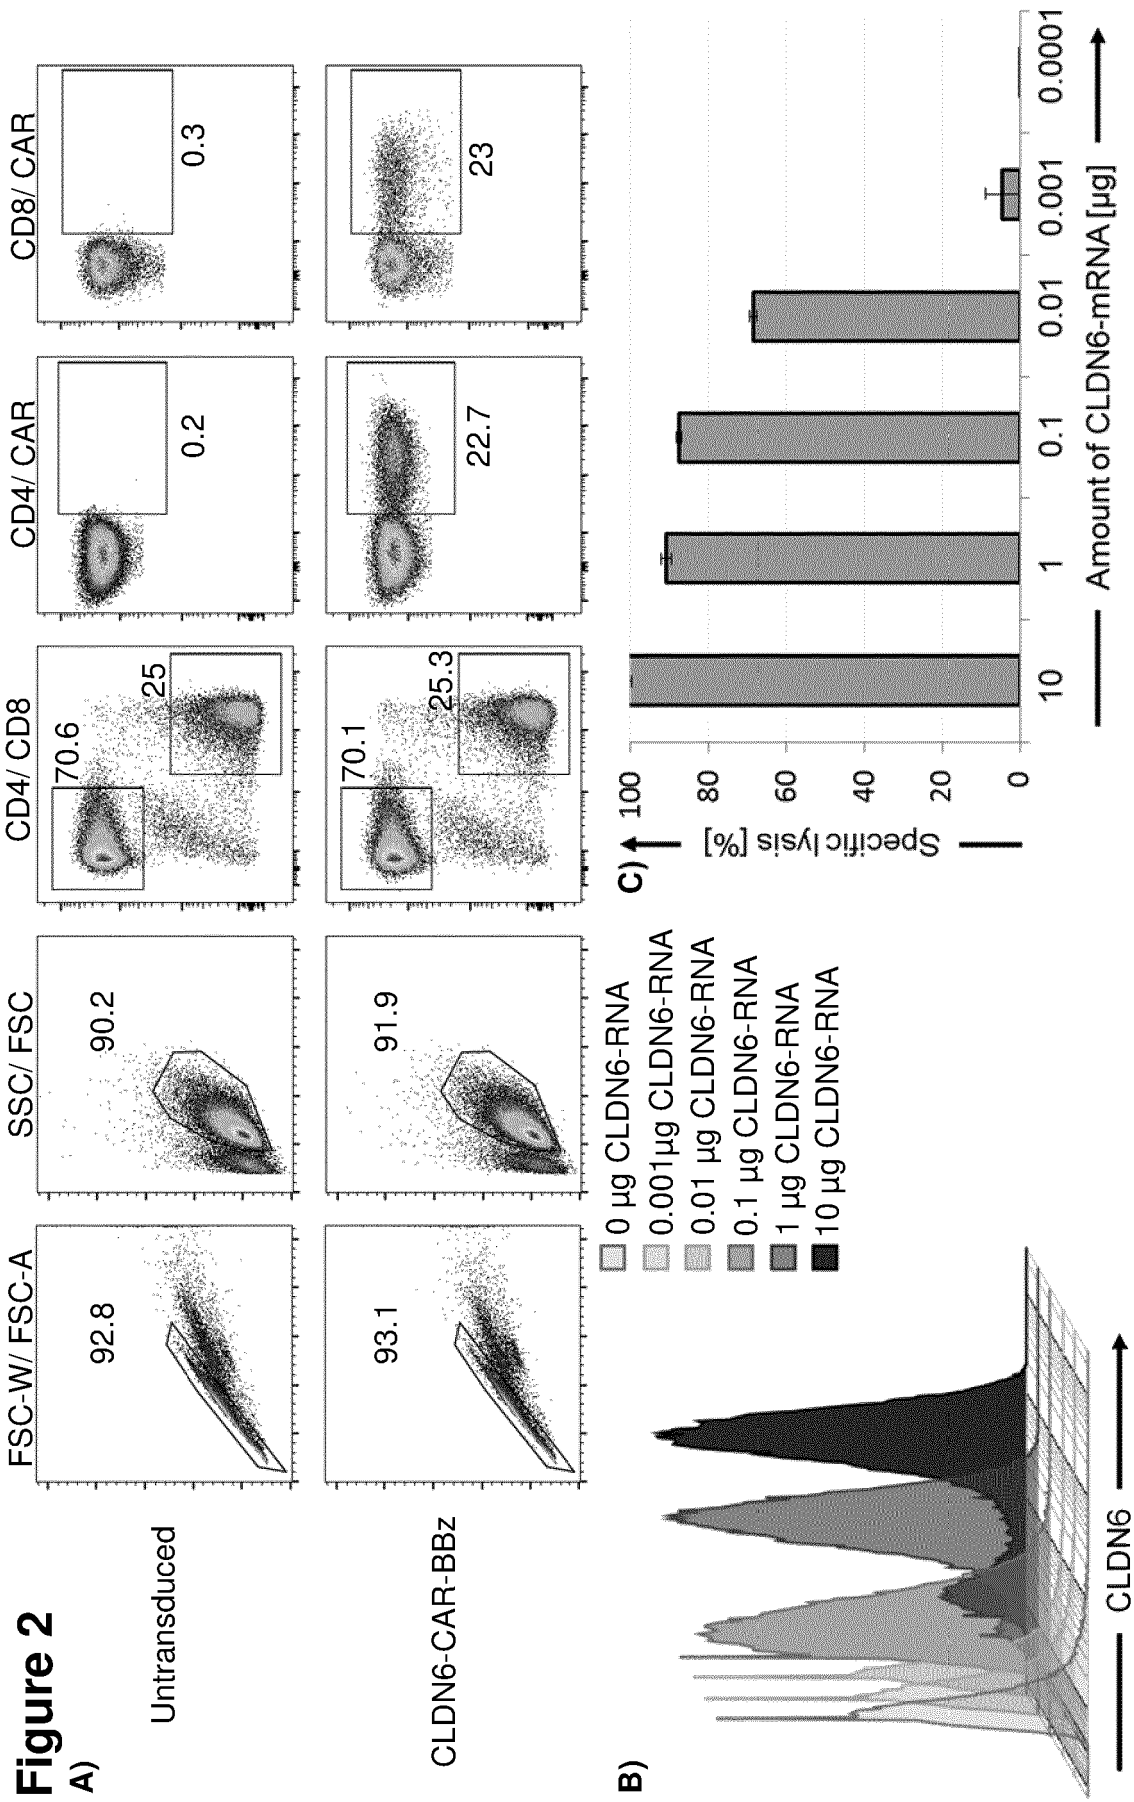 Figure 2
A)
FSC-W/ FSC-A
SSC/ FSC
CD4/ CD8
CD4/ CAR
CD8/ CAR
Untransduced
92.8
90.2
70.6
25
0.2
0.3
CLDN6-CAR-BBz
93.1
91.9
70.1
25.3
22.7
23
B)
0 µg CLDN6-RNA
0.001µg CLDN6-RNA
0.01 µg CLDN6-RNA
0.1 µg CLDN6-RNA
1 µg CLDN6-RNA
10 µg CLDN6-RNA
CLDN6
C)
Specific lysis [%]
100
80
60
40
20
0
10
1
0.1
0.01
0.001
0.0001
Amount of CLDN6-mRNA [µg]